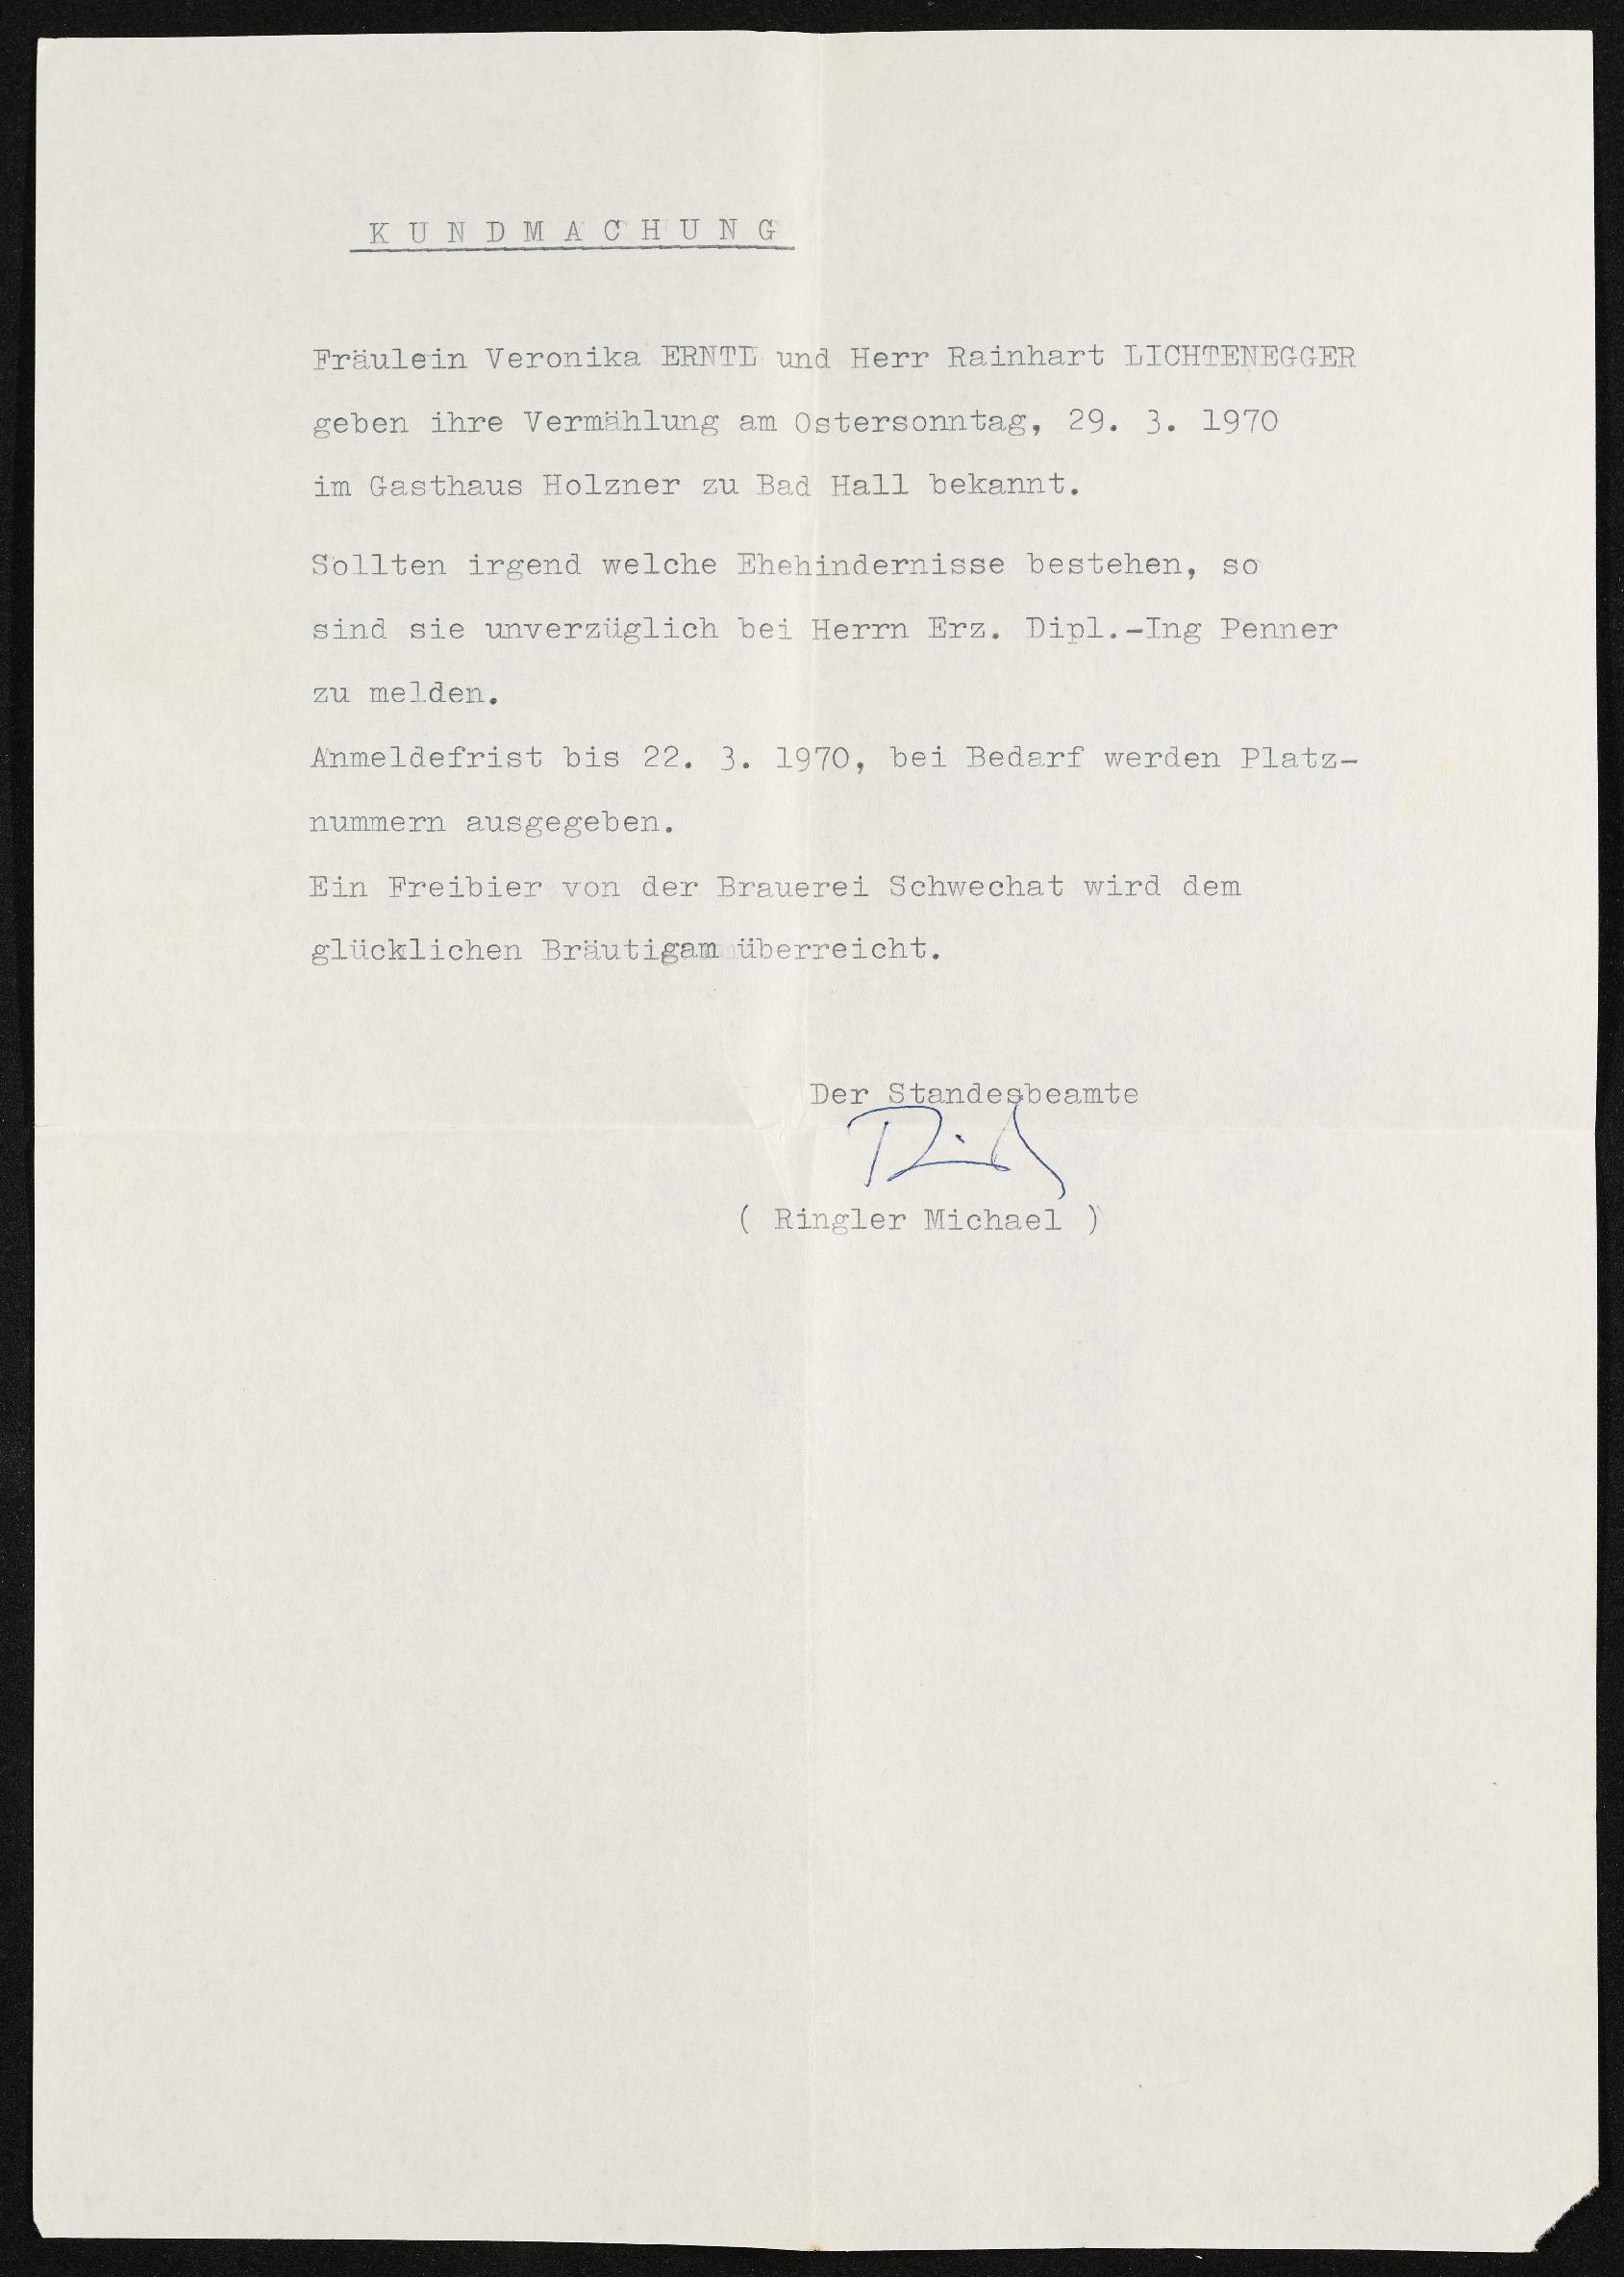 K U N D M A C H U N G
Fräulein Veronika ERNTL und Herr Rainhart LICHTENEGGER
geben ihre Vermählung am Ostersonntag, 29. 3. 1970
im Gasthaus Holzner zu Bad Hall bekannt.
Sollten irgend welche Ehehindernisse bestehen, so
sind sie unverzüglich bei Herrn Erz. Dipl.-Ing Penner
zu melden.
Anmeldefrist bis 22. 3. 1970, bei Bedarf werden Platz-
nummern ausgegeben.
Ein Freibier von der Brauerei Schwechat wird dem
glücklichen Bräutigam überreicht.
Der Standesbeamte
( Ringler Michael )